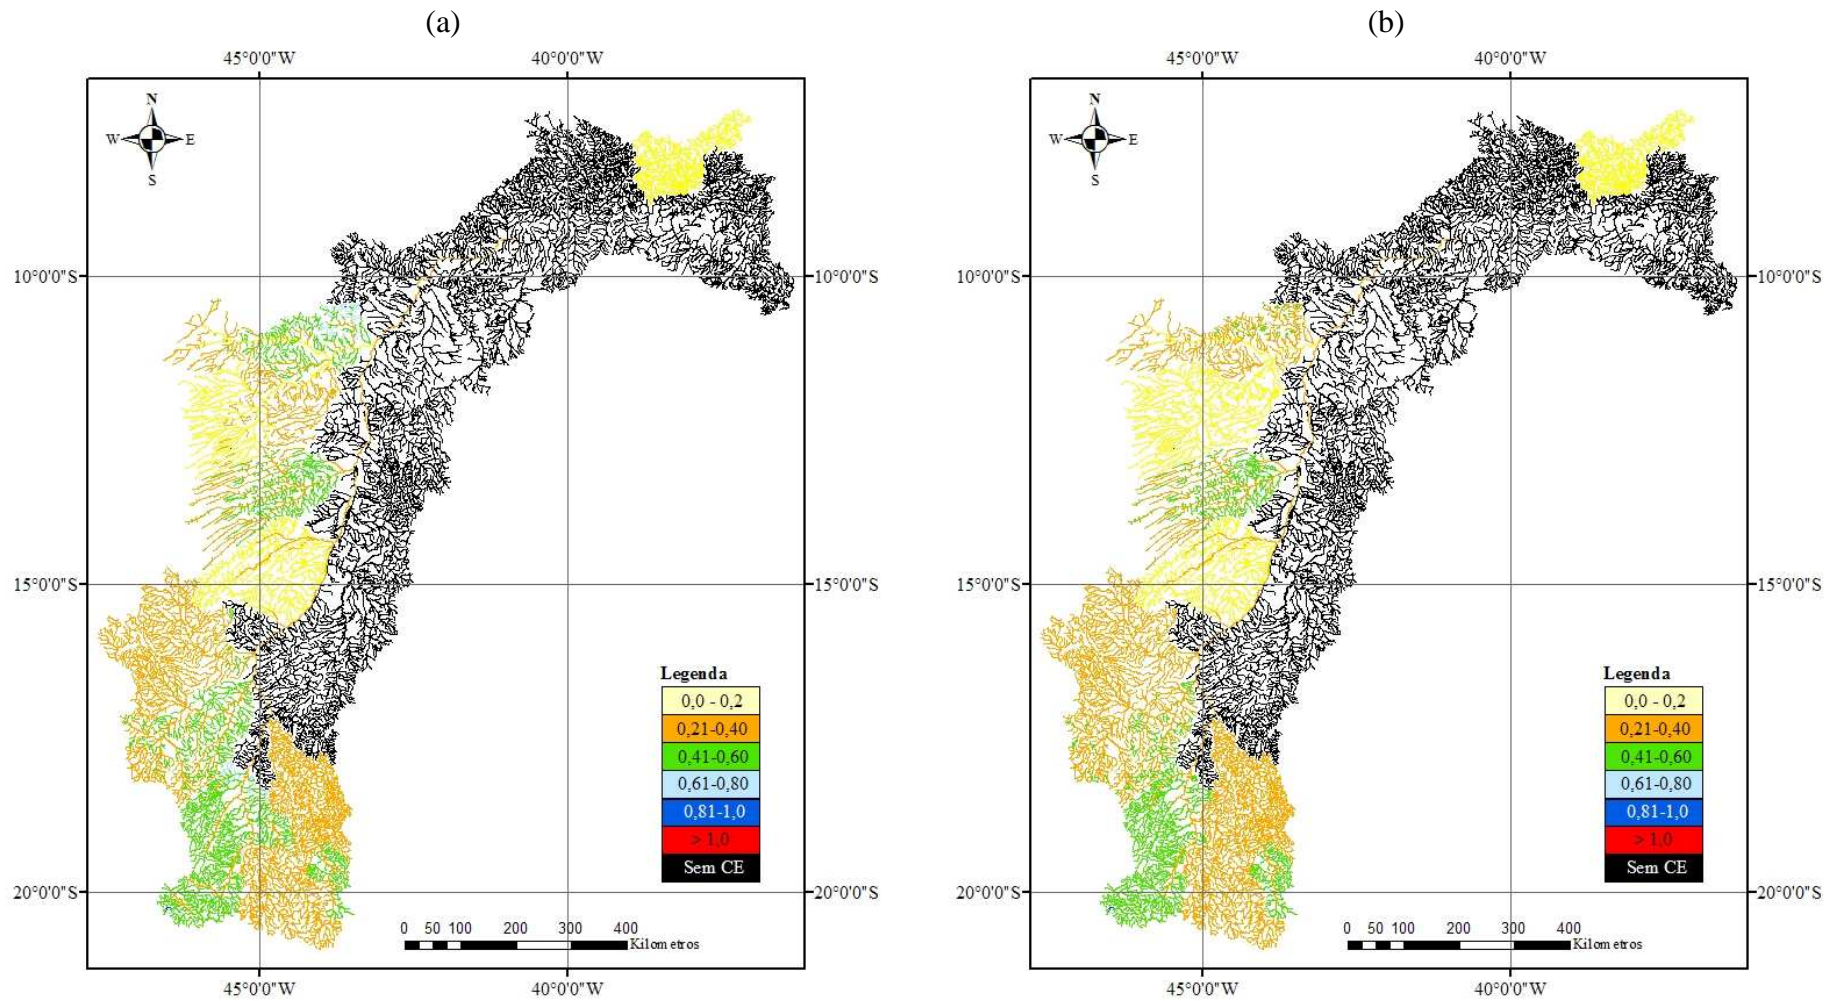 (a)
45°0'0"W 40°0'0"W
N
W E
S
10°0'0"S 10°0'0"S
15°0'0"S 15°0'0"S
Legenda
0,0 - 0,2
0,21-0,40
0,41-0,60
0,61-0,80
0,81-1,0
> 1,0
Sem CE
20°0'0"S 20°0'0"S
0 50 100 200 300 400
Kilometros
45°0'0"W 40°0'0"W
(b)
45°0'0"W 40°0'0"W
N
W E
S
10°0'0"S 10°0'0"S
15°0'0"S 15°0'0"S
Legenda
0,0 - 0,2
0,21-0,40
0,41-0,60
0,61-0,80
0,81-1,0
> 1,0
Sem CE
20°0'0"S 20°0'0"S
0 50 100 200 300 400
Kilometros
45°0'0"W 40°0'0"W